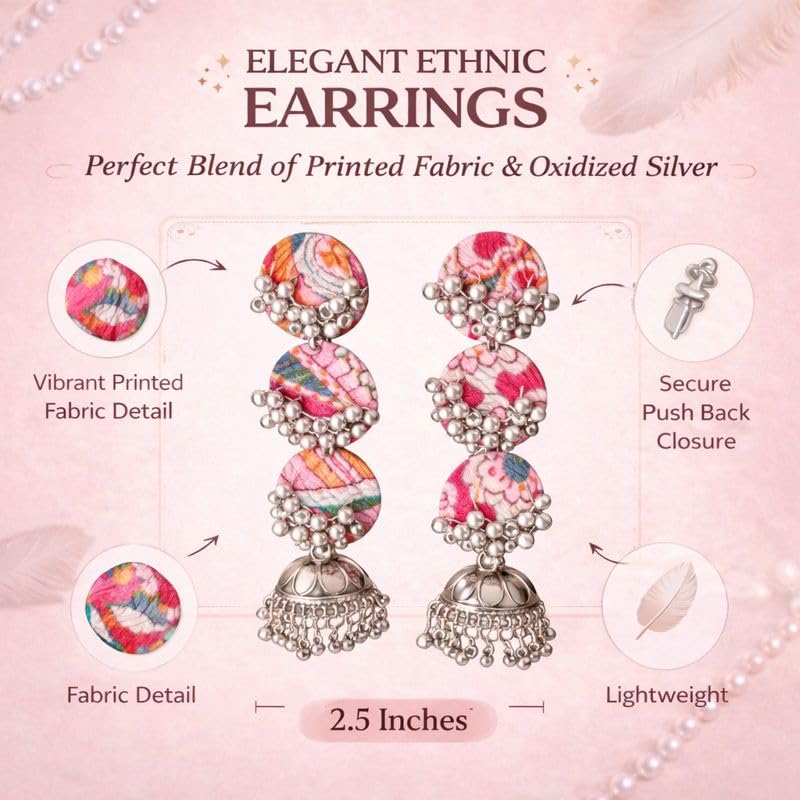 ELEGANT ETHNIC
EARRINGS
Perfect Blend of Printed Fabric & Oxidized Silver
Vibrant Printed
Fabric Detail
Secure
Push Back
Closure
Fabric Detail
Lightweight
2.5 Inches